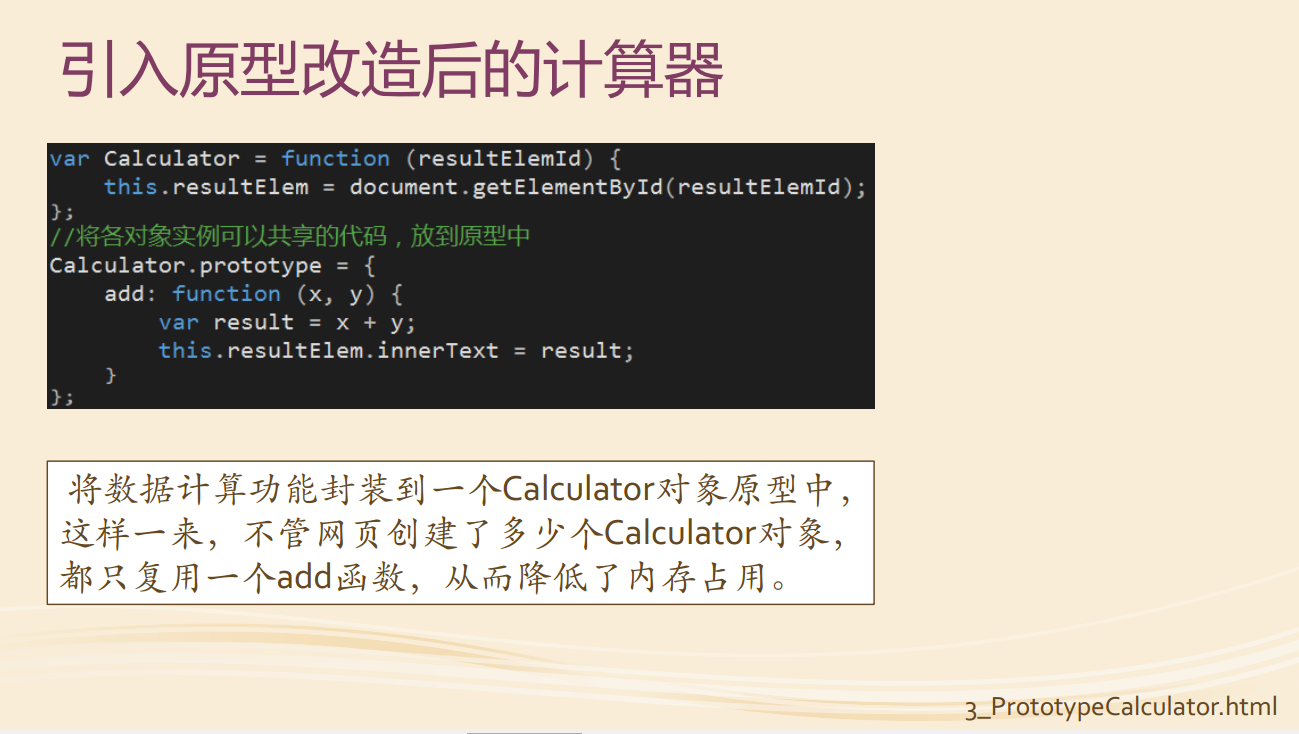 引入原型改造后的计算器
var Calculator = function (resultElemId) {
    this.resultElem = document.getElementById(resultElemId);
};
//将各对象实例可以共享的代码，放到原型中
Calculator.prototype = {
    add: function (x, y) {
        var result = x + y;
        this.resultElem.innerText = result;
    }
};
将数据计算功能封装到一个Calculator对象原型中，
这样一来，不管网页创建了多少个Calculator对象，
都只复用一个add函数，从而降低了内存占用。
3_PrototypeCalculator.html